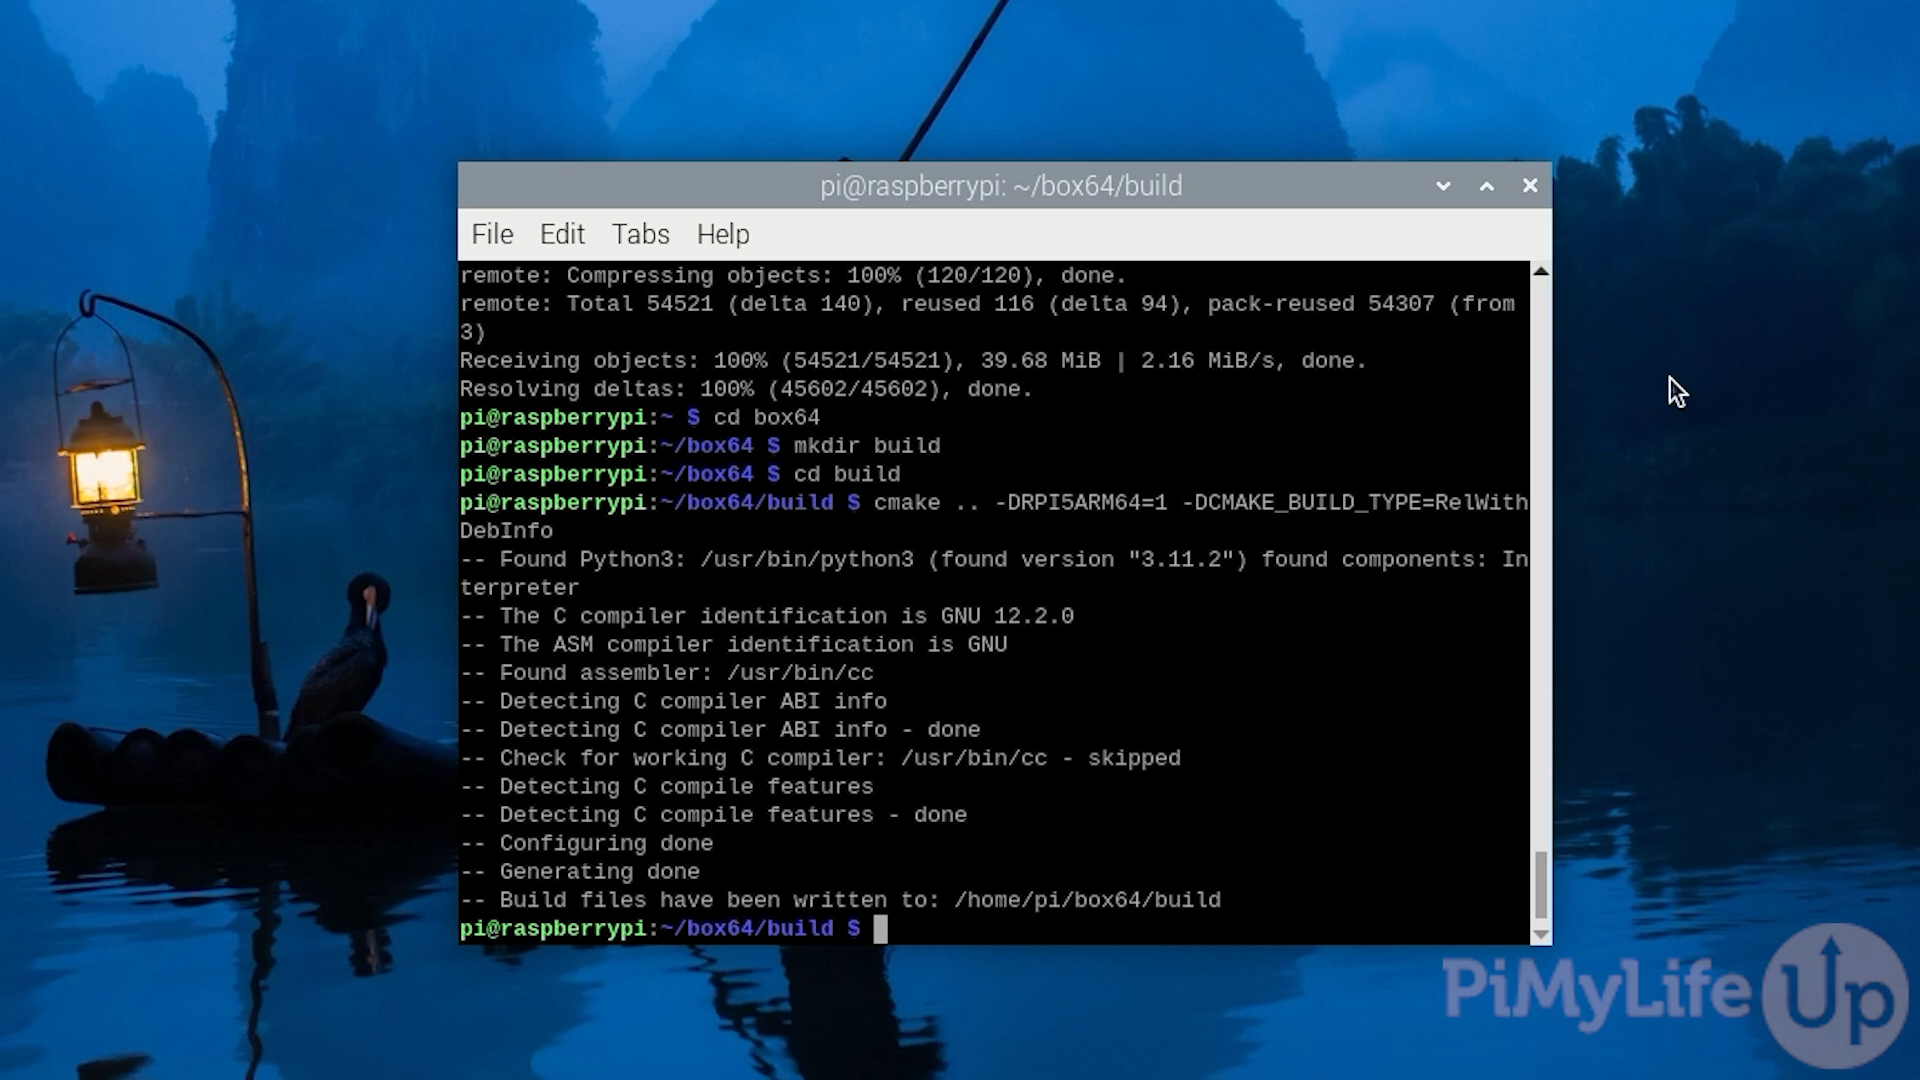 pi@raspberrypi: ~/box64/build
File Edit Tabs Help
remote: Compressing objects: 100% (120/120), done.
remote: Total 54521 (delta 140), reused 116 (delta 94), pack-reused 54307 (from
3)
Receiving objects: 100% (54521/54521), 39.68 MiB | 2.16 MiB/s, done.
Resolving deltas: 100% (45602/45602), done.
pi@raspberrypi:~ $ cd box64
pi@raspberrypi:~/box64 $ mkdir build
pi@raspberrypi:~/box64 $ cd build
pi@raspberrypi:~/box64/build $ cmake .. -DRPI5ARM64=1 -DCMAKE_BUILD_TYPE=RelWith
DebInfo
-- Found Python3: /usr/bin/python3 (found version "3.11.2") found components: In
terpreter
-- The C compiler identification is GNU 12.2.0
-- The ASM compiler identification is GNU
-- Found assembler: /usr/bin/cc
-- Detecting C compiler ABI info
-- Detecting C compiler ABI info - done
-- Check for working C compiler: /usr/bin/cc - skipped
-- Detecting C compile features
-- Detecting C compile features - done
-- Configuring done
-- Generating done
-- Build files have been written to: /home/pi/box64/build
pi@raspberrypi:~/box64/build $
PiMyLifeUp